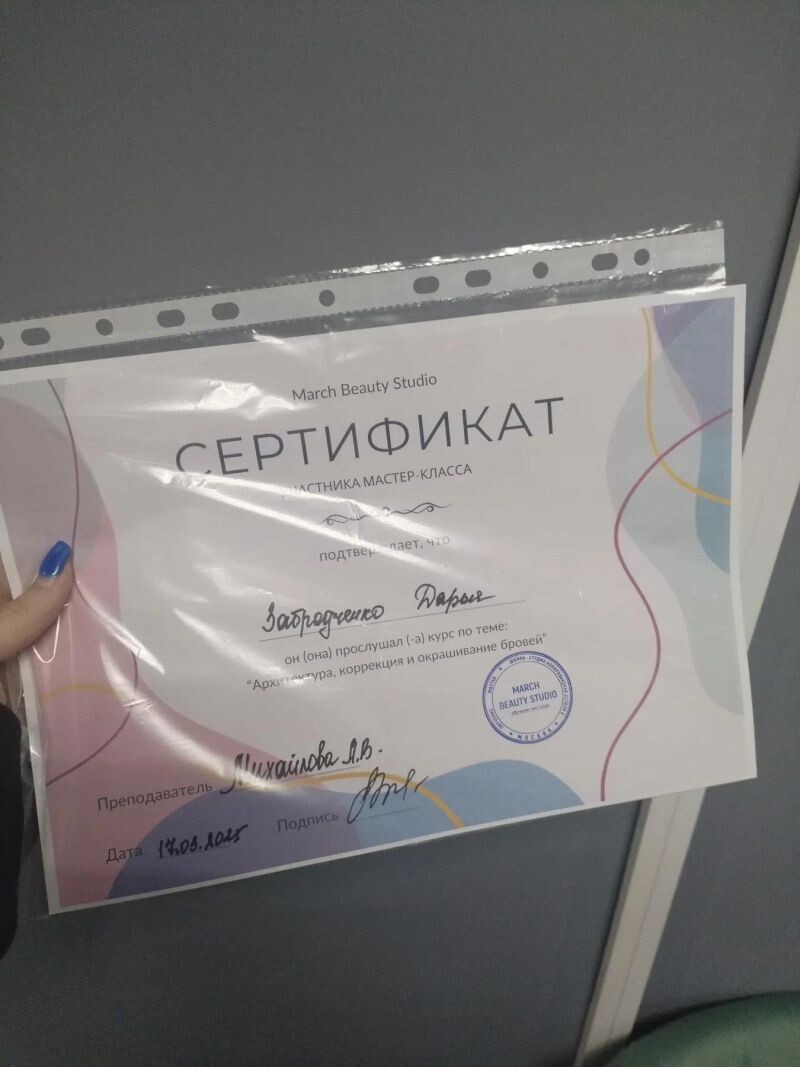 March Beauty Studio
СЕРТИФИКАТ
УЧАСТНИКА МАСТЕР-КЛАССА
подтверждает, что
Забродченко Дарья
он (она) прослушал (-а) курс по теме:
"Архитектура, коррекция и окрашивание бровей"
MARCH
BEAUTY STUDIO
МОСКВА
Преподаватель Михайлова А.В.
Дата 17.03.2025 Подпись